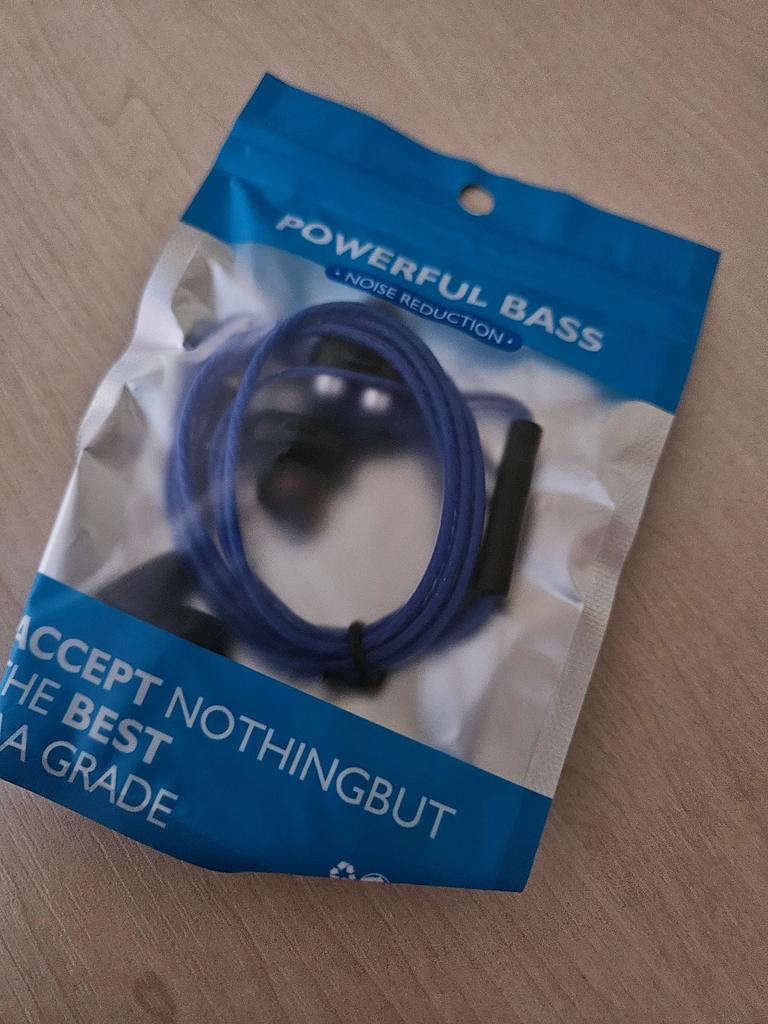 POWERFUL BASS
• NOISE REDUCTION •
ACCEPT NOTHINGBUT
THE BEST
A GRADE